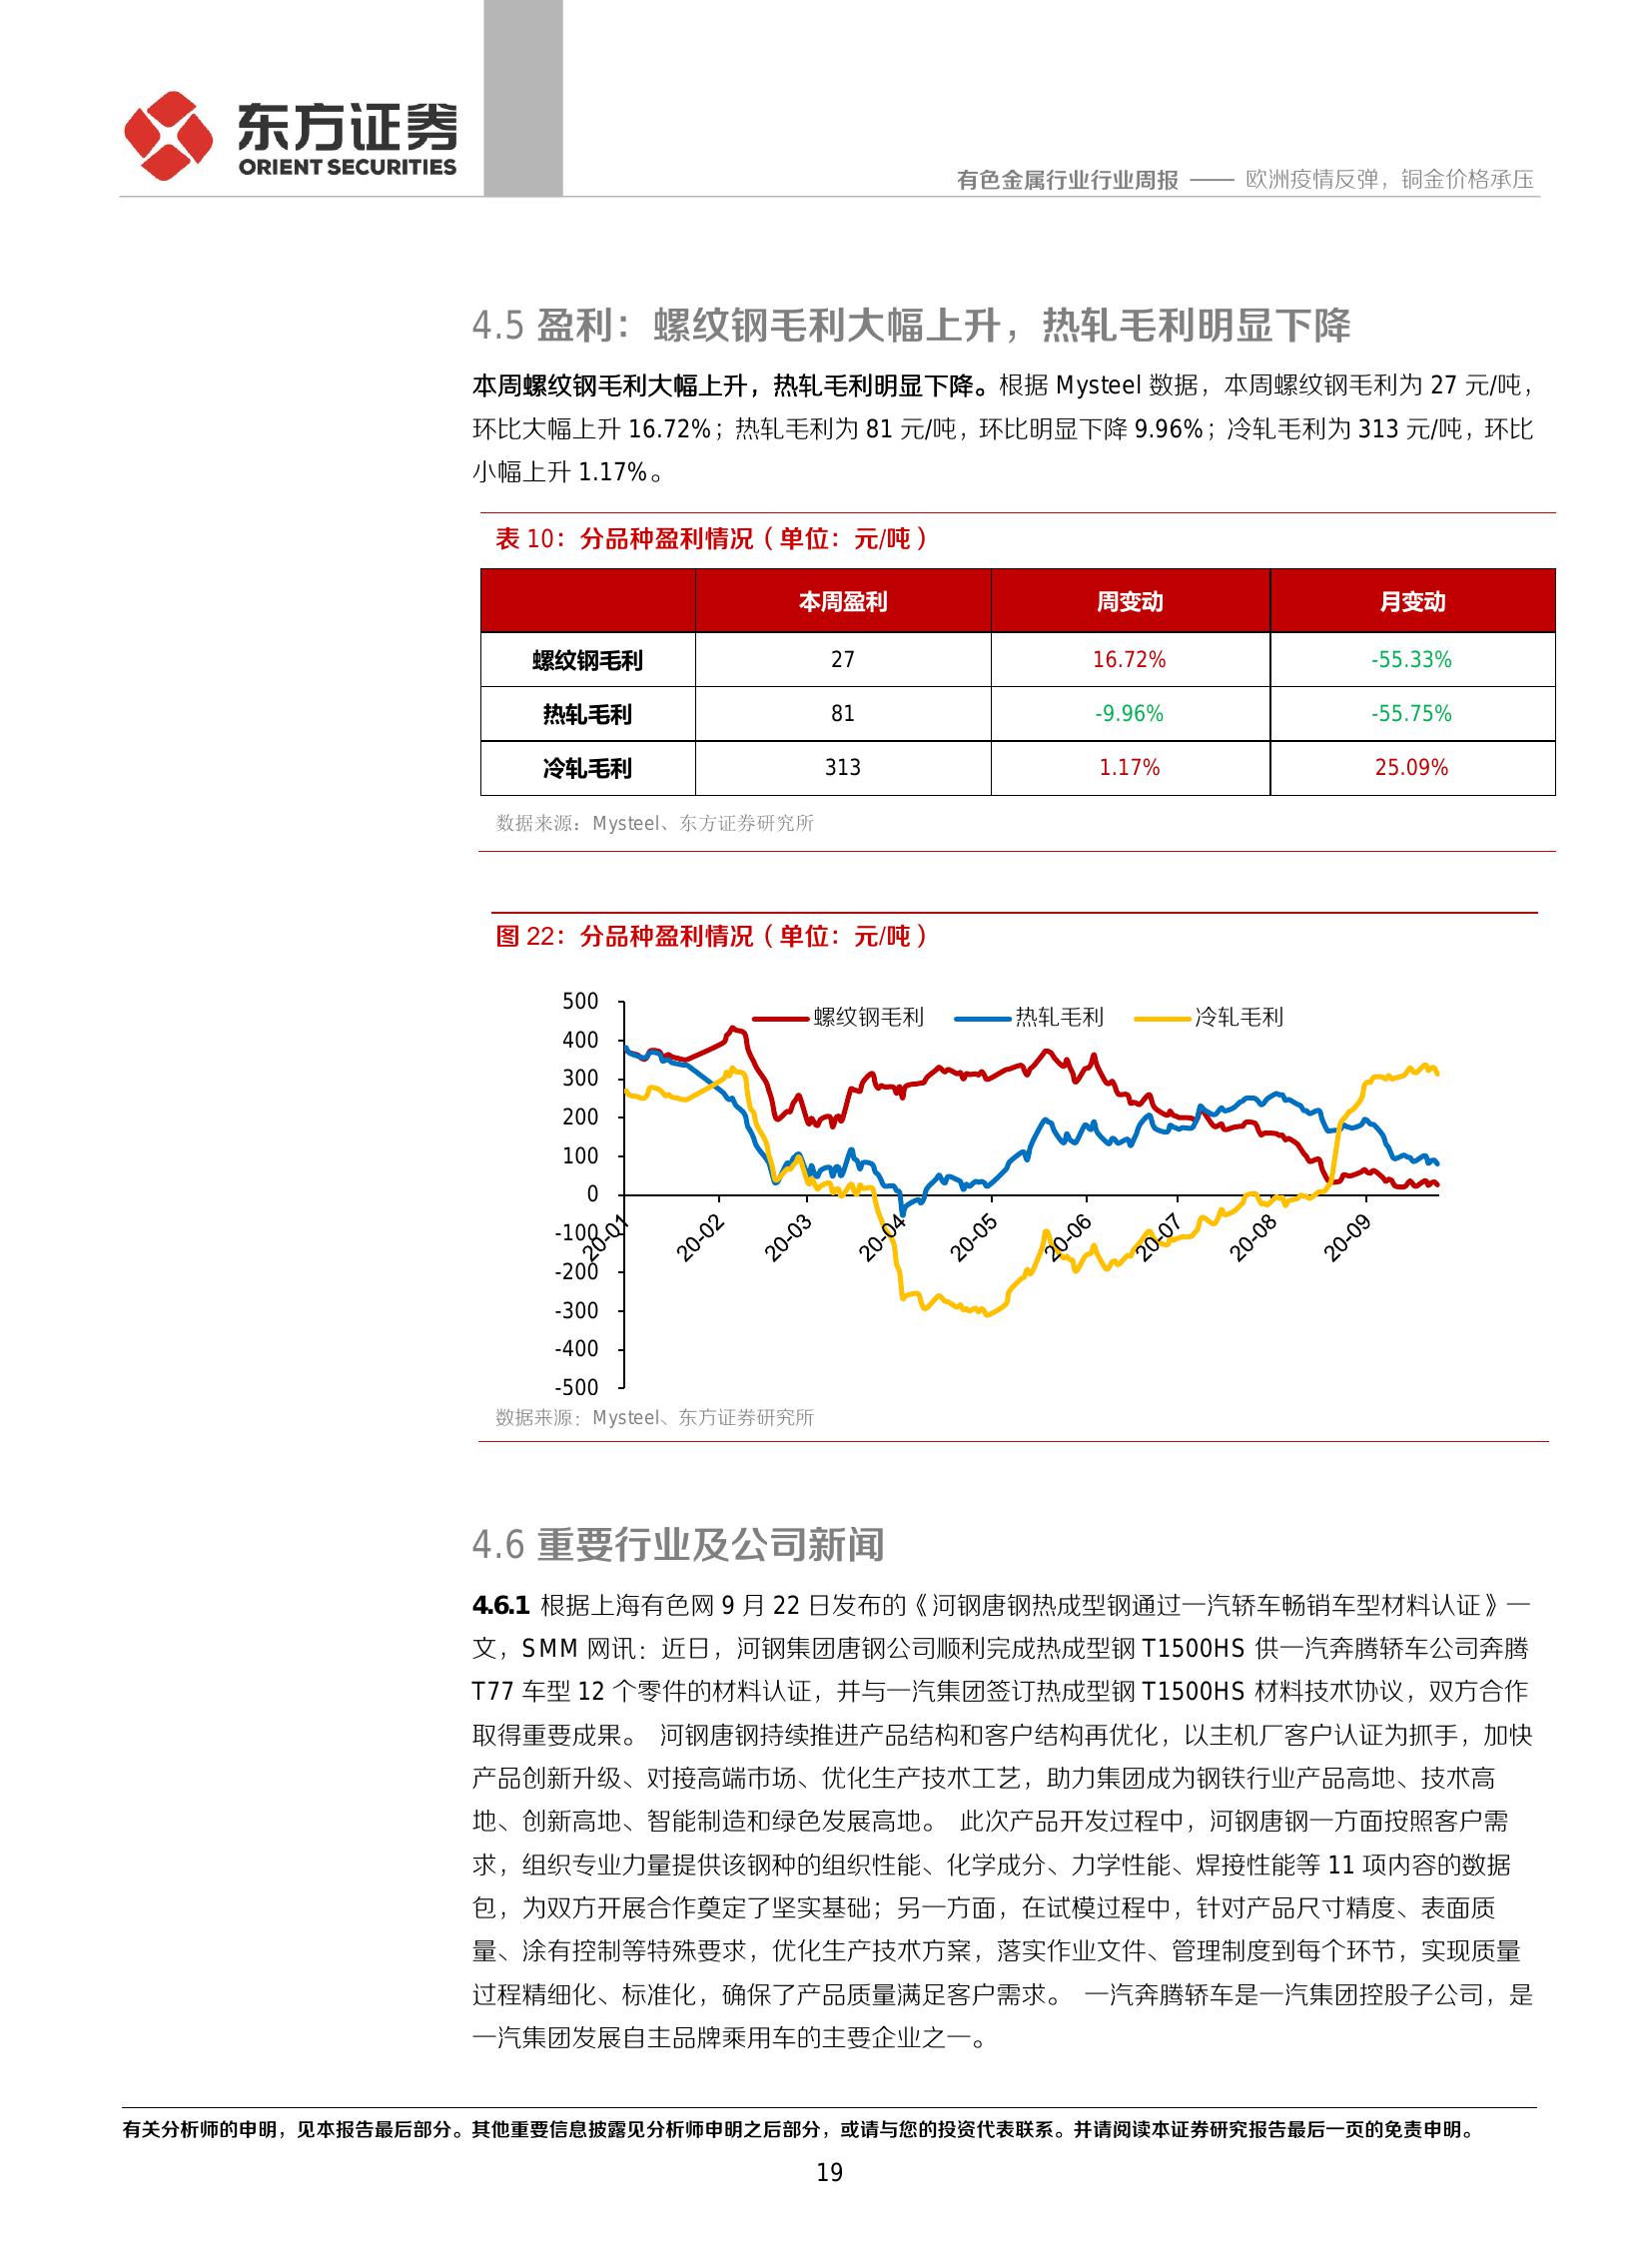 东方证券
ORIENT SECURITIES
有色金属行业行业周报 —— 欧洲疫情反弹，铜金价格承压
4.5 盈利：螺纹钢毛利大幅上升，热轧毛利明显下降
本周螺纹钢毛利大幅上升，热轧毛利明显下降。根据 Mysteel 数据，本周螺纹钢毛利为 27 元/吨，
环比大幅上升 16.72%；热轧毛利为 81 元/吨，环比明显下降 9.96%；冷轧毛利为 313 元/吨，环比
小幅上升 1.17%。
表 10：分品种盈利情况（单位：元/吨）
本周盈利 周变动 月变动
螺纹钢毛利 27 16.72% -55.33%
热轧毛利 81 -9.96% -55.75%
冷轧毛利 313 1.17% 25.09%
数据来源：Mysteel、东方证券研究所
图 22：分品种盈利情况（单位：元/吨）
螺纹钢毛利 热轧毛利 冷轧毛利
500
400
300
200
100
0
-100
-200
-300
-400
-500
20-01 20-02 20-03 20-04 20-05 20-06 20-07 20-08 20-09
数据来源：Mysteel、东方证券研究所
4.6 重要行业及公司新闻
4.6.1 根据上海有色网 9 月 22 日发布的《河钢唐钢热成型钢通过一汽轿车畅销车型材料认证》一
文，SMM 网讯：近日，河钢集团唐钢公司顺利完成热成型钢 T1500HS 供一汽奔腾轿车公司奔腾
T77 车型 12 个零件的材料认证，并与一汽集团签订热成型钢 T1500HS 材料技术协议，双方合作
取得重要成果。 河钢唐钢持续推进产品结构和客户结构再优化，以主机厂客户认证为抓手，加快
产品创新升级、对接高端市场、优化生产技术工艺，助力集团成为钢铁行业产品高地、技术高
地、创新高地、智能制造和绿色发展高地。 此次产品开发过程中，河钢唐钢一方面按照客户需
求，组织专业力量提供该钢种的组织性能、化学成分、力学性能、焊接性能等 11 项内容的数据
包，为双方开展合作奠定了坚实基础；另一方面，在试模过程中，针对产品尺寸精度、表面质
量、涂有控制等特殊要求，优化生产技术方案，落实作业文件、管理制度到每个环节，实现质量
过程精细化、标准化，确保了产品质量满足客户需求。 一汽奔腾轿车是一汽集团控股子公司，是
一汽集团发展自主品牌乘用车的主要企业之一。
有关分析师的申明，见本报告最后部分。其他重要信息披露见分析师申明之后部分，或请与您的投资代表联系。并请阅读本证券研究报告最后一页的免责申明。
19